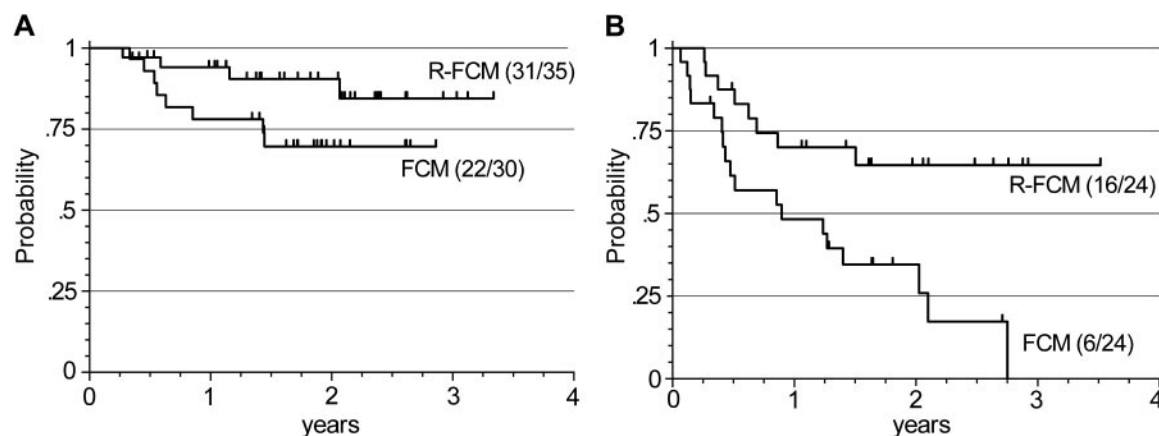 A
1
.75
.5
.25
0
Probability
R-FCM (31/35)
FCM (22/30)
0 1 2 3 4
years
B
1
.75
.5
.25
0
Probability
R-FCM (16/24)
FCM (6/24)
0 1 2 3 4
years